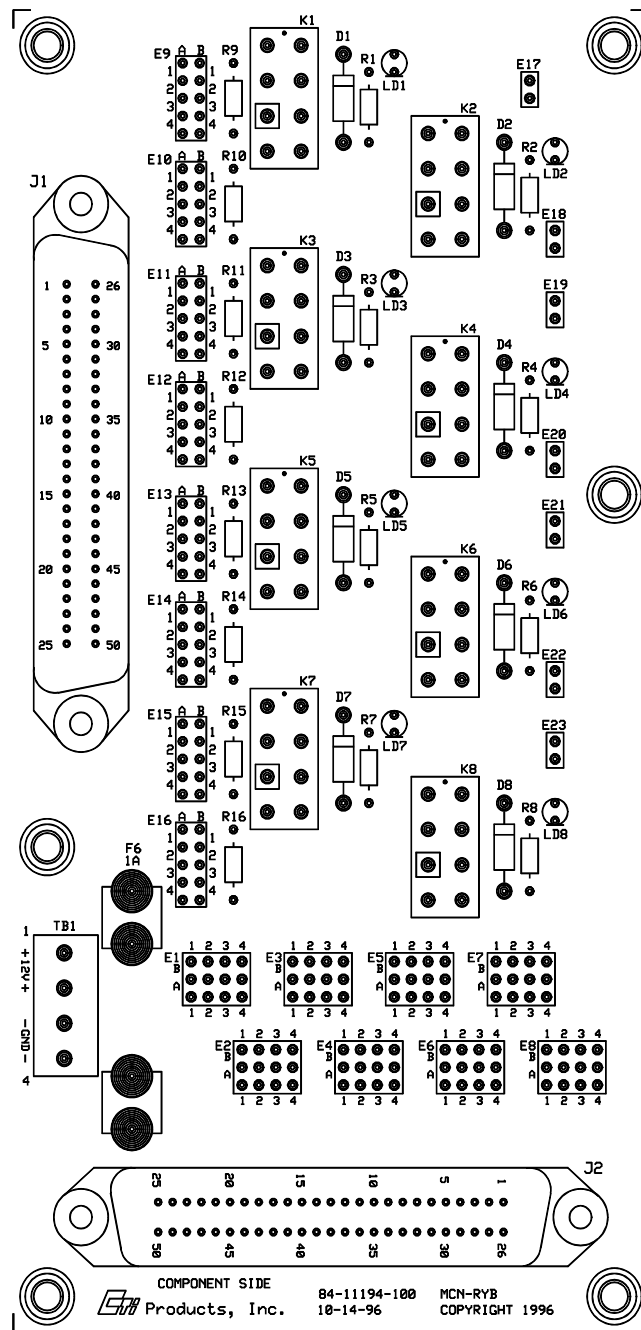 K1
D1
R1
LD1
E17
E9
A B
1 1
2 2
3 3
4 4
R9
K2
D2
R2
LD2
E10
A B
1 1
2 2
3 3
4 4
R10
J1
E18
K3
D3
R3
LD3
E11
A B
1 1
2 2
3 3
4 4
R11
E19
1 26
5 30
10 35
15 40
20 45
25 50
K4
D4
R4
LD4
E12
A B
1 1
2 2
3 3
4 4
R12
E20
K5
D5
R5
LD5
E13
A B
1 1
2 2
3 3
4 4
R13
E21
K6
D6
R6
LD6
E14
A B
1 1
2 2
3 3
4 4
R14
E22
K7
D7
R7
LD7
E15
A B
1 1
2 2
3 3
4 4
R15
E23
K8
D8
R8
LD8
E16
A B
1 1
2 2
3 3
4 4
R16
F6
1A
TB1
1
+12V+
-GND-
4
1 2 3 4
E1
B
A
1 2 3 4
1 2 3 4
E3
B
A
1 2 3 4
1 2 3 4
E5
B
A
1 2 3 4
1 2 3 4
E7
B
A
1 2 3 4
1 2 3 4
E2
B
A
1 2 3 4
1 2 3 4
E4
B
A
1 2 3 4
1 2 3 4
E6
B
A
1 2 3 4
1 2 3 4
E8
B
A
1 2 3 4
J2
25 20 15 10 5 1
50 45 40 35 30 26
COMPONENT SIDE
84-11194-100 MCN-RYB
CTI Products, Inc. 10-14-96 COPYRIGHT 1996